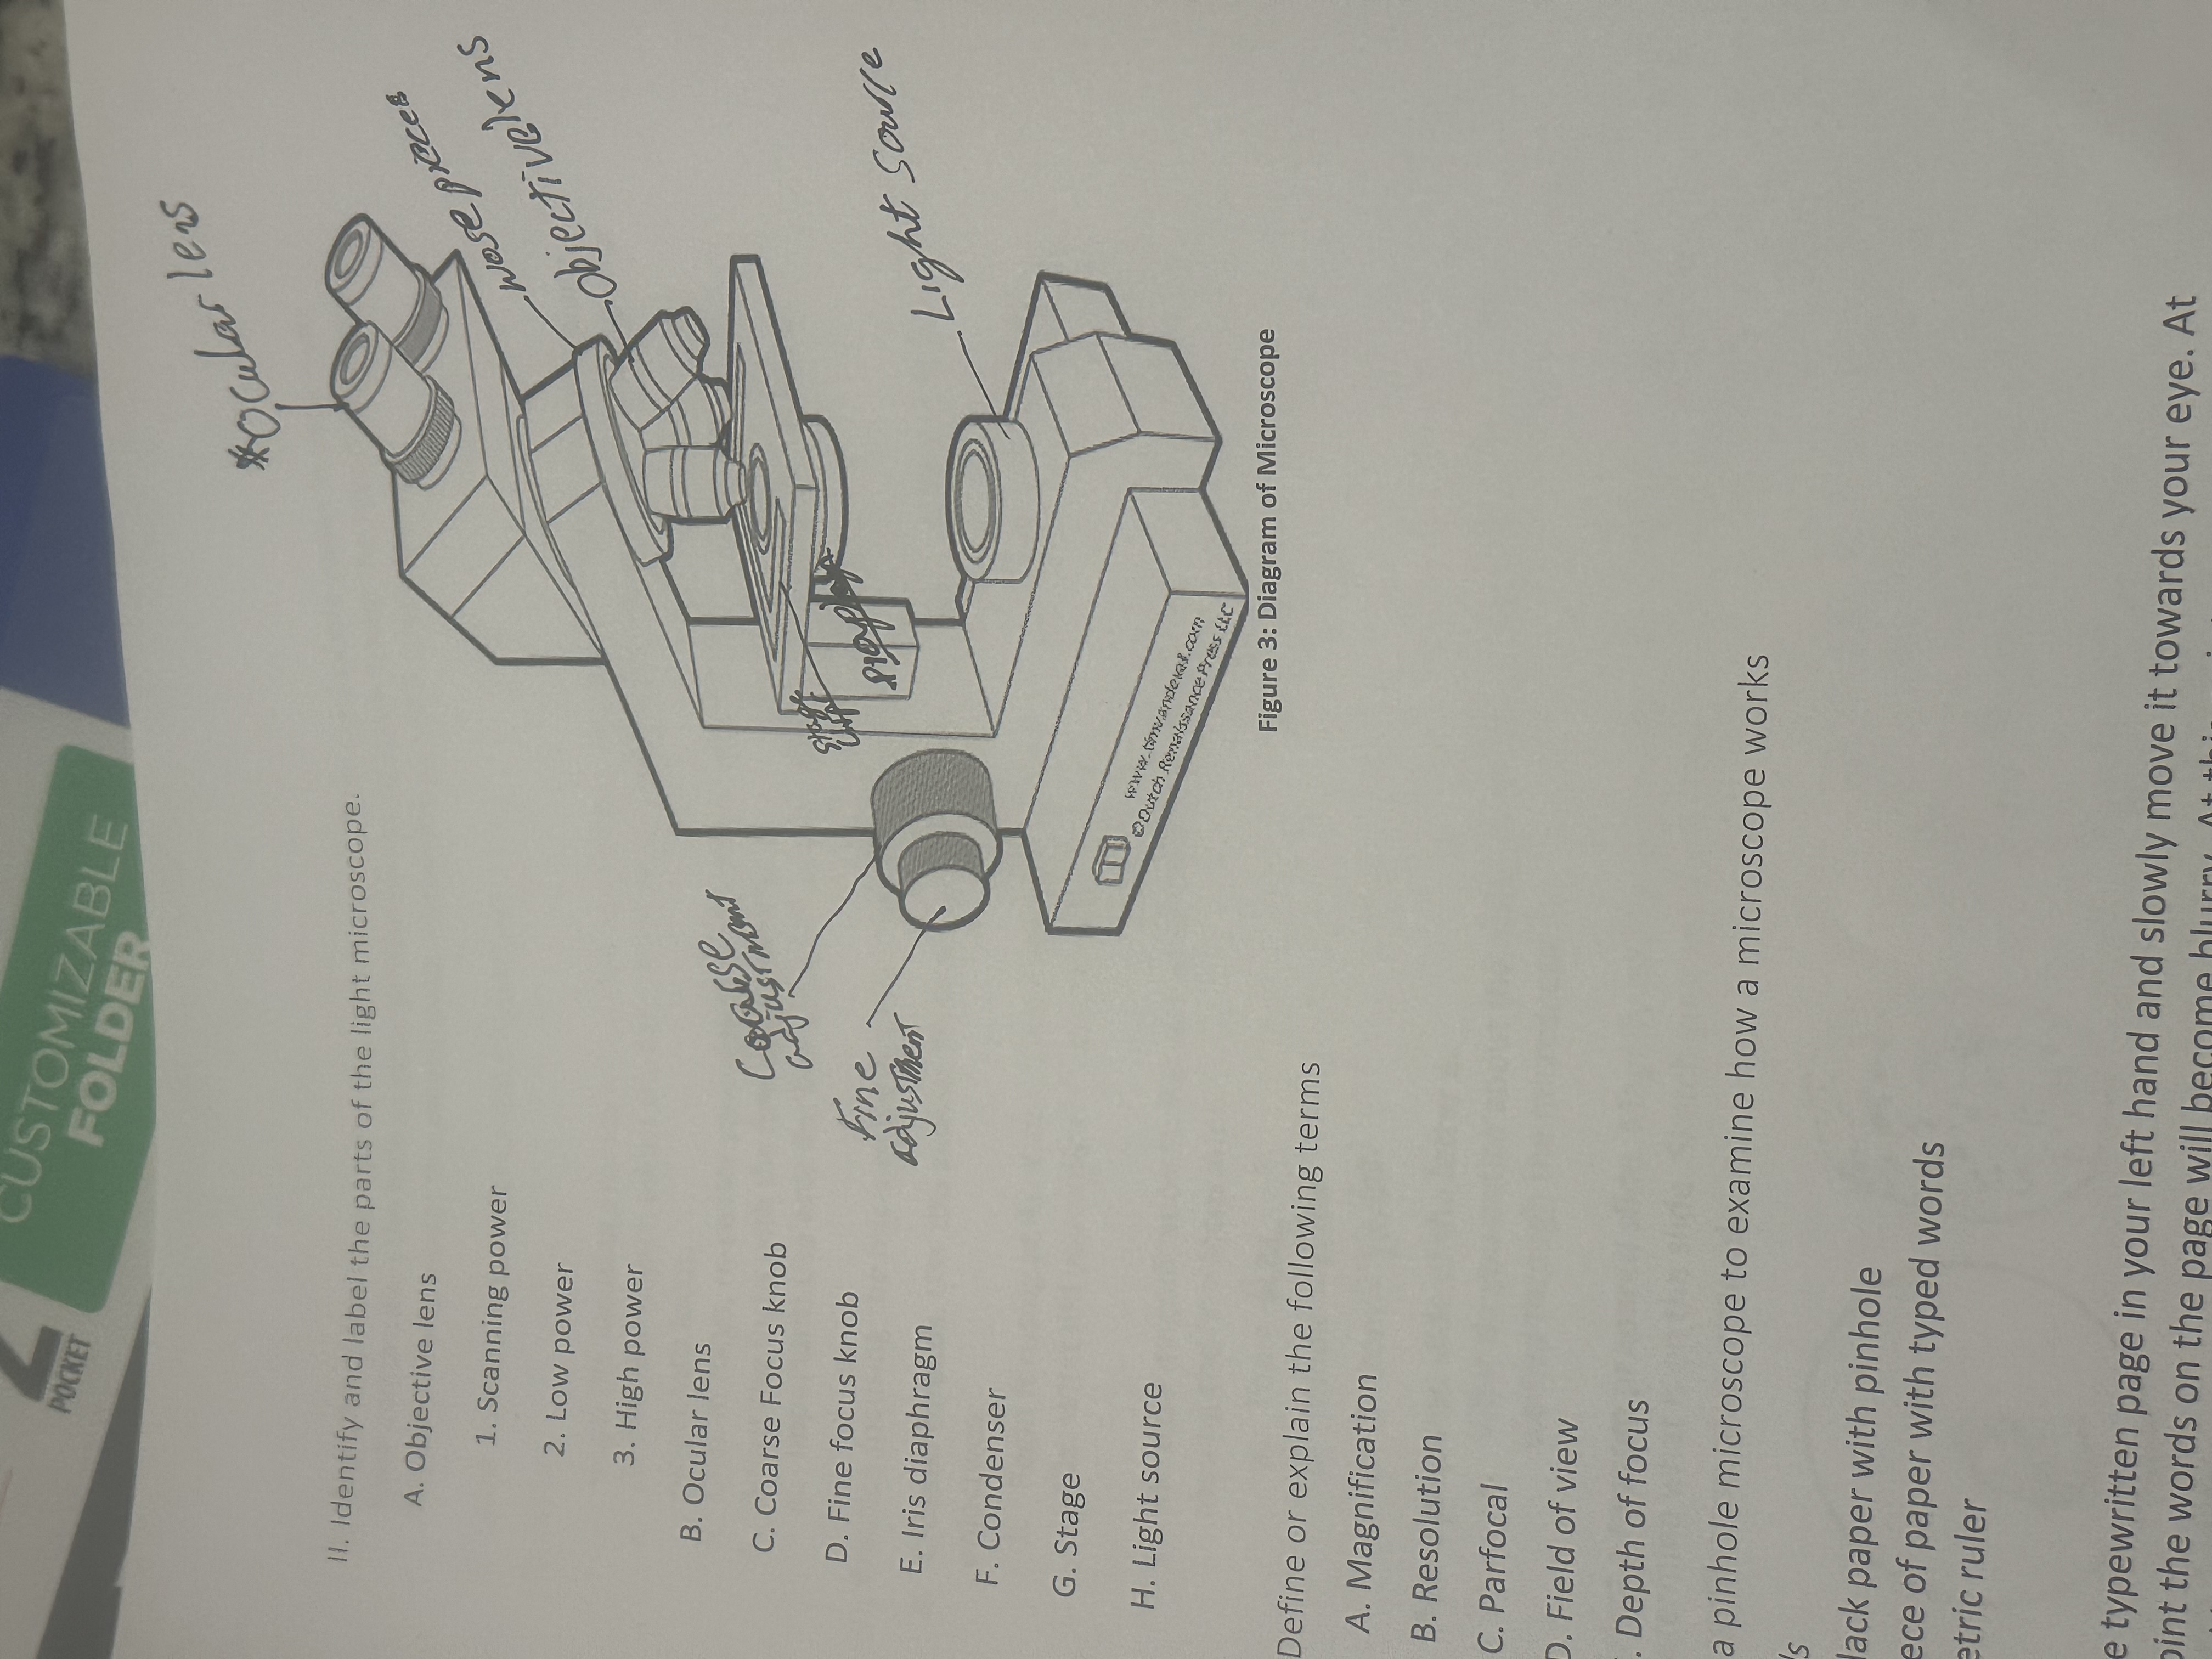 2
POCKET
CUSTOMIZABLE
FOLDER
*Ocular lens
II. Identify and label the parts of the light microscope.
A. Objective lens
nose pieces
Objective lens
1. Scanning power
2. Low power
3. High power
B. Ocular lens
Coarse
adjustment
C. Coarse Focus knob
Stage
clip
D. Fine focus knob
Fine
adjustment
Light Source
E. Iris diaphragm
F. Condenser
G. Stage
H. Light source
www.timvandevall.com
©Dutch Renaissance Press LLC
Figure 3: Diagram of Microscope
Define or explain the following terms
A. Magnification
B. Resolution
C. Parfocal
D. Field of view
. Depth of focus
a pinhole microscope to examine how a microscope works
ls
lack paper with pinhole
ece of paper with typed words
etric ruler
e typewritten page in your left hand and slowly move it towards your eye. At
oint the words on the page will become blurry. At this